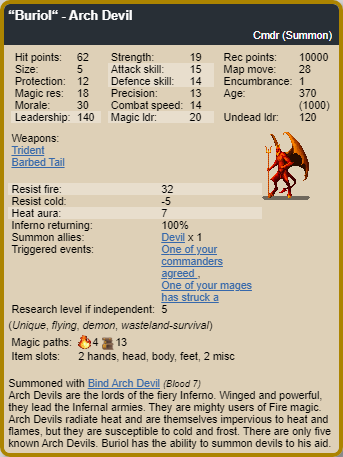 “Buriol“ - Arch Devil
Cmdr (Summon)
Hit points: 62 Strength: 19 Rec points: 10000
Size: 5 Attack skill: 15 Map move: 28
Protection: 12 Defence skill: 14 Encumbrance: 1
Magic res: 18 Precision: 13 Age: 370
Morale: 30 Combat speed: 14 (1000)
Leadership: 140 Magic ldr: 20 Undead ldr: 120
Weapons:
Trident
Barbed Tail
Resist fire: 32
Resist cold: -5
Heat aura: 7
Inferno returning: 100%
Summon allies: Devil x 1
Triggered events: One of your
commanders
agreed ,
One of your mages
has struck a
Research level if independent: 5
(Unique, flying, demon, wasteland-survival)
Magic paths: 4 13
Item slots: 2 hands, head, body, feet, 2 misc
Summoned with Bind Arch Devil (Blood 7)
Arch Devils are the lords of the fiery Inferno. Winged and powerful,
they lead the Infernal armies. They are mighty users of Fire magic.
Arch Devils radiate heat and are themselves impervious to heat and
flames, but they are susceptible to cold and frost. There are only five
known Arch Devils. Buriol has the ability to summon devils to his aid.